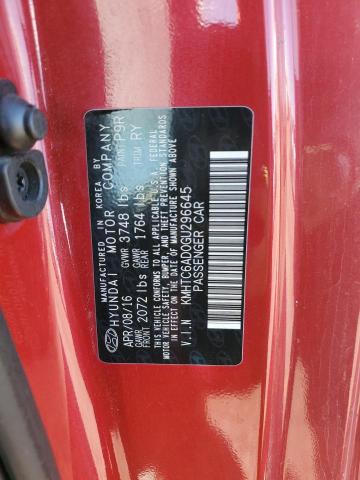 MANUFACTURED IN KOREA BY
HYUNDAI MOTOR COMPANY
APR/08/16 GVWR 3748 lbs PAINT P9R
GAWR FRONT 2072 lbs GAWR REAR 1764 lbs TRIM RY
THIS VEHICLE CONFORMS TO ALL APPLICABLE U.S.A. FEDERAL
MOTOR VEHICLE SAFETY, BUMPER, AND THEFT PREVENTION
STANDARDS IN EFFECT ON THE DATE OF MANUFACTURE SHOWN ABOVE.
V.I.N KMHTC6AD0GU296645
PASSENGER CAR